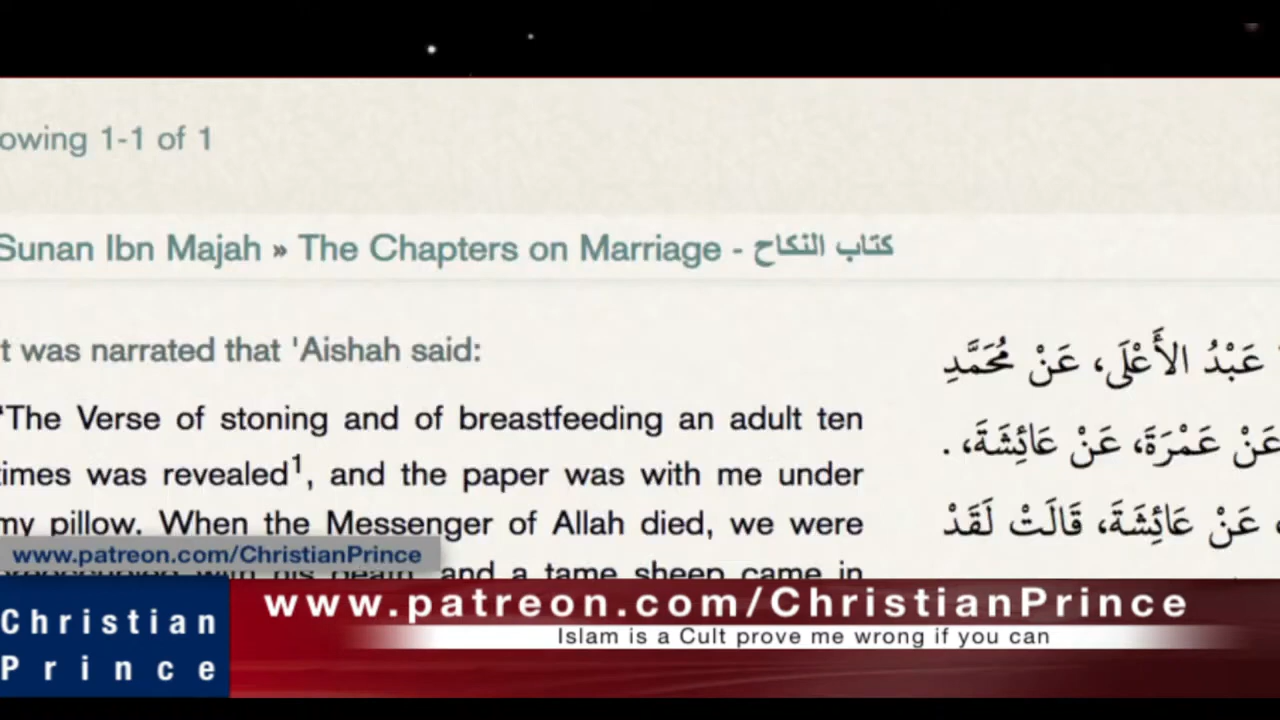 owing 1-1 of 1
Sunan Ibn Majah » The Chapters on Marriage - كتاب النكاح
t was narrated that 'Aishah said:
"The Verse of stoning and of breastfeeding an adult ten
times was revealed1, and the paper was with me under
my pillow. When the Messenger of Allah died, we were
preoccupied with his death, and a tame sheep came in
عَبْدُ الأَعْلَى، عَنْ مُحَمَّدِ
عَنْ عَمْرَةَ، عَنْ عَائِشَةَ، .
عَنْ عَائِشَةَ، قَالَتْ لَقَدْ
www.patreon.com/ChristianPrince
Christian
Prince
www.patreon.com/ChristianPrince
Islam is a Cult prove me wrong if you can